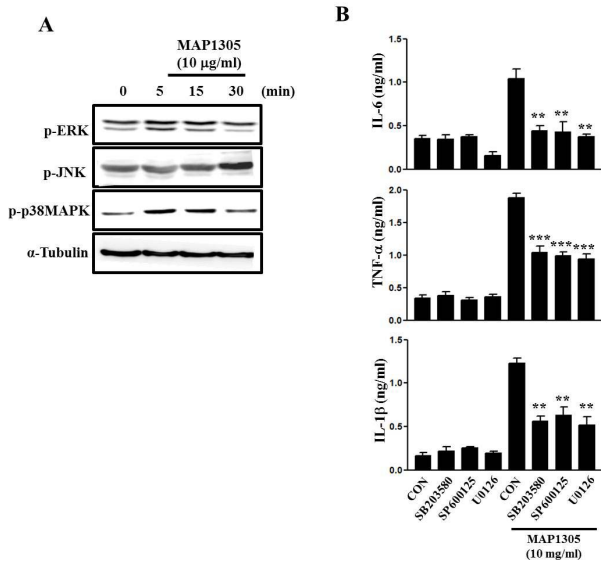 A
MAP1305
(10 µg/ml)
0 5 15 30 (min)
p-ERK
p-JNK
p-p38MAPK
α-Tubulin
B
IL-6 (ng/ml)
1.5
1.0
0.5
0.0
** ** **
TNF-α (ng/ml)
2.0
1.5
1.0
0.5
0.0
*** *** ***
IL-1β (ng/ml)
1.5
1.0
0.5
0.0
** ** **
CON SB203580 SP600125 U0126 CON SB203580 SP600125 U0126
MAP1305
(10 mg/ml)